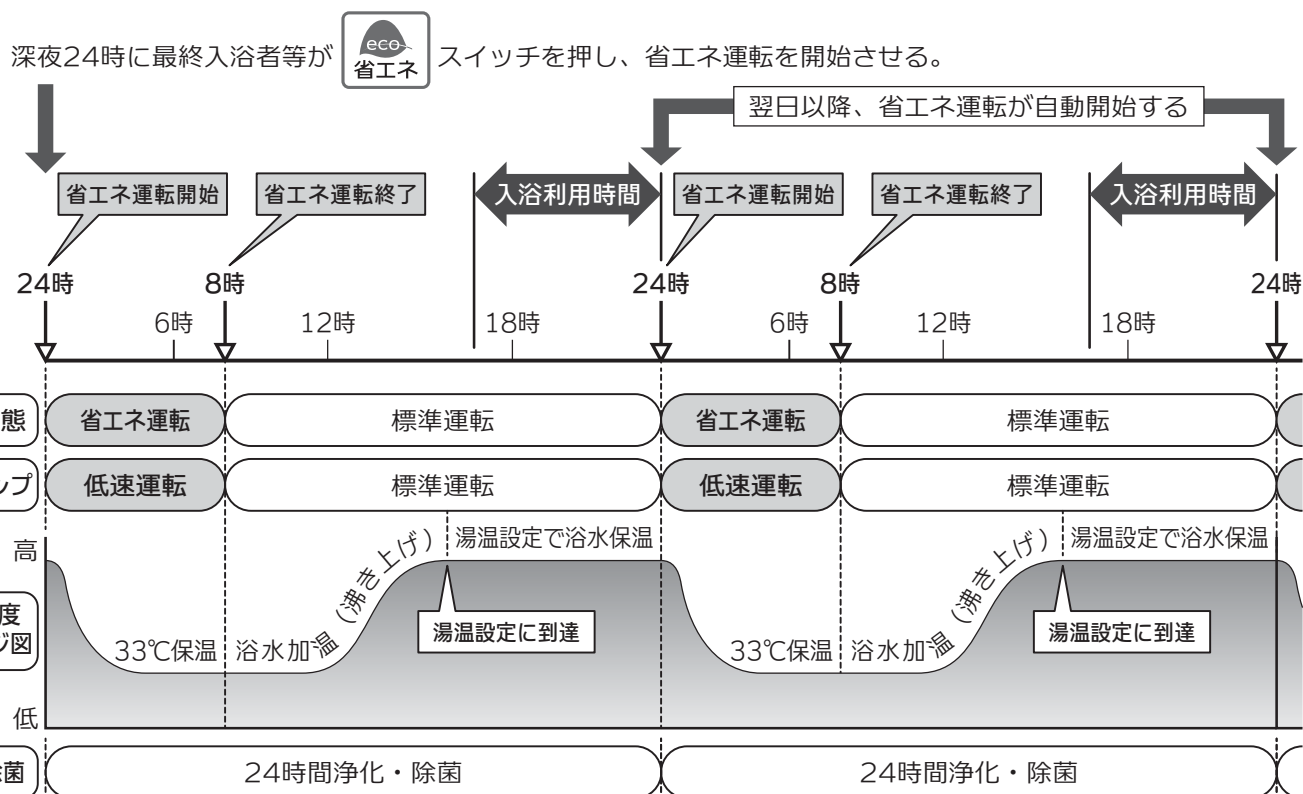 深夜24時に最終入浴者等が eco 省エネ スイッチを押し、省エネ運転を開始させる。
翌日以降、省エネ運転が自動開始する
省エネ運転開始 省エネ運転終了 入浴利用時間 省エネ運転開始 省エネ運転終了 入浴利用時間
24時 8時 24時 8時 24時
6時 12時 18時 6時 12時 18時
態 省エネ運転 標準運転 省エネ運転 標準運転
ップ 低速運転 標準運転 低速運転 標準運転
高 湯温設定で浴水保温 湯温設定で浴水保温
度
ジ図
湯温設定に到達 湯温設定に到達
33℃保温 浴水加温(沸き上げ) 33℃保温 浴水加温(沸き上げ)
低
菌 24時間浄化・除菌 24時間浄化・除菌